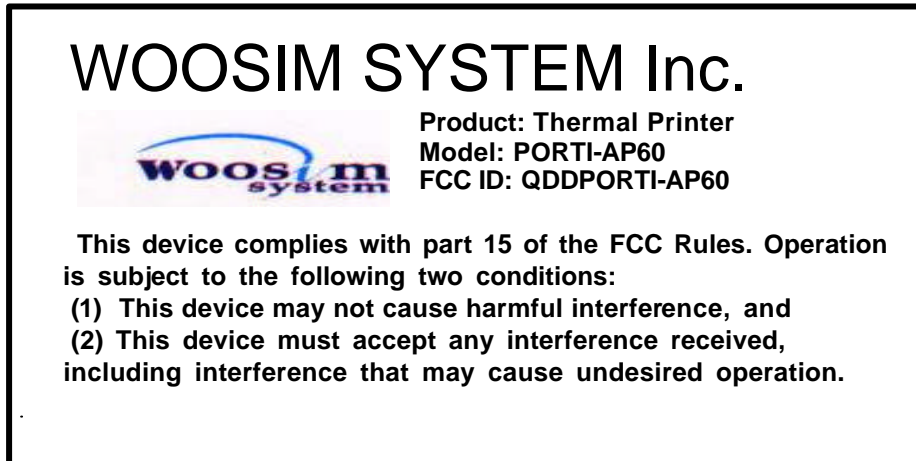 WOOSIM SYSTEM Inc.
woosim
system
Product: Thermal Printer
Model: PORTI-AP60
FCC ID: QDDPORTI-AP60
This device complies with part 15 of the FCC Rules. Operation
is subject to the following two conditions:
(1) This device may not cause harmful interference, and
(2) This device must accept any interference received,
including interference that may cause undesired operation.
.